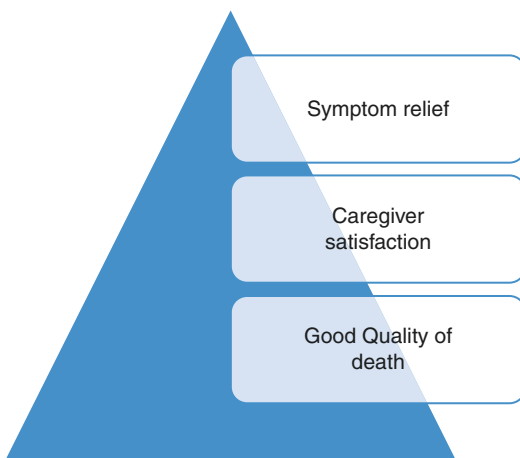 Symptom relief
Caregiver
satisfaction
Good Quality of
death